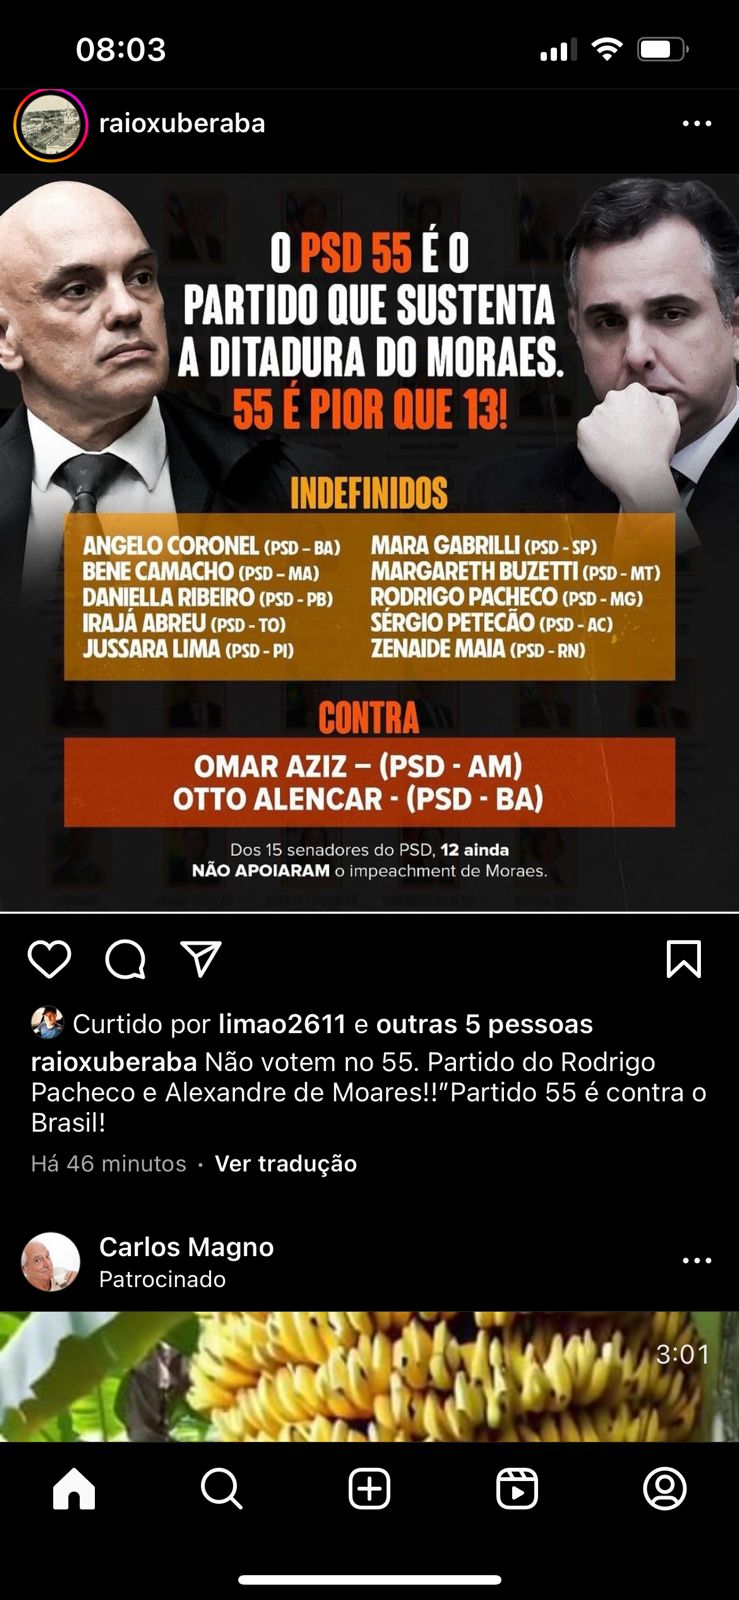 08:03
raioxuberaba
O PSD 55 É O
PARTIDO QUE SUSTENTA
A DITADURA DO MORAES.
55 É PIOR QUE 13!
INDEFINIDOS
ANGELO CORONEL (PSD – BA)
BENE CAMACHO (PSD – MA)
DANIELLA RIBEIRO (PSD - PB)
IRAJÁ ABREU (PSD - TO)
JUSSARA LIMA (PSD - PI)
MARA GABRILLI (PSD - SP)
MARGARETH BUZETTI (PSD - MT)
RODRIGO PACHECO (PSD – MG)
SÉRGIO PETECÃO (PSD – AC)
ZENAIDE MAIA (PSD – RN)
CONTRA
OMAR AZIZ – (PSD - AM)
OTTO ALENCAR - (PSD - BA)
Dos 15 senadores do PSD, 12 ainda
NÃO APOIARAM o impeachment de Moraes.
Curtido por limao2611 e outras 5 pessoas
raioxuberaba Não votem no 55. Partido do Rodrigo
Pacheco e Alexandre de Moares!!”Partido 55 é contra o
Brasil!
Há 46 minutos · Ver tradução
Carlos Magno
Patrocinado
3:01